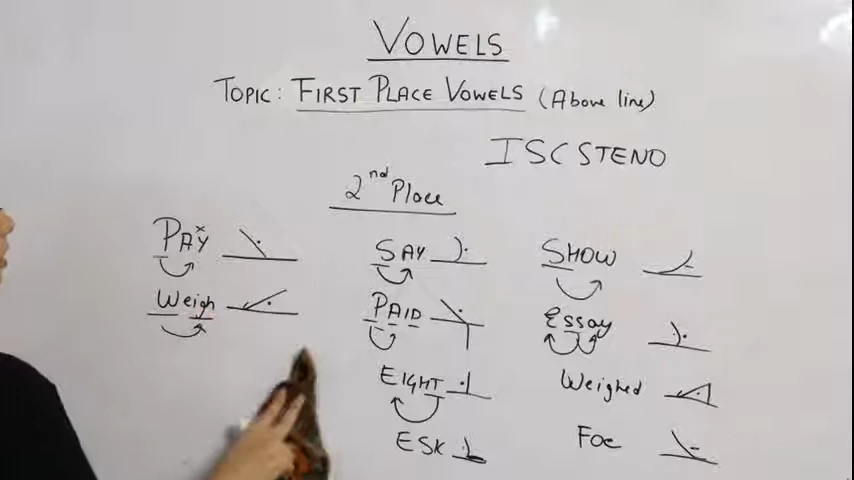 VOWELS
TOPIC: FIRST PLACE VOWELS (Above line)
ISC STENO
2nd Place
PAY
SAY
SHOW
Weigh
PAID
Essay
EIGHT
Weighed
ESK
FOE